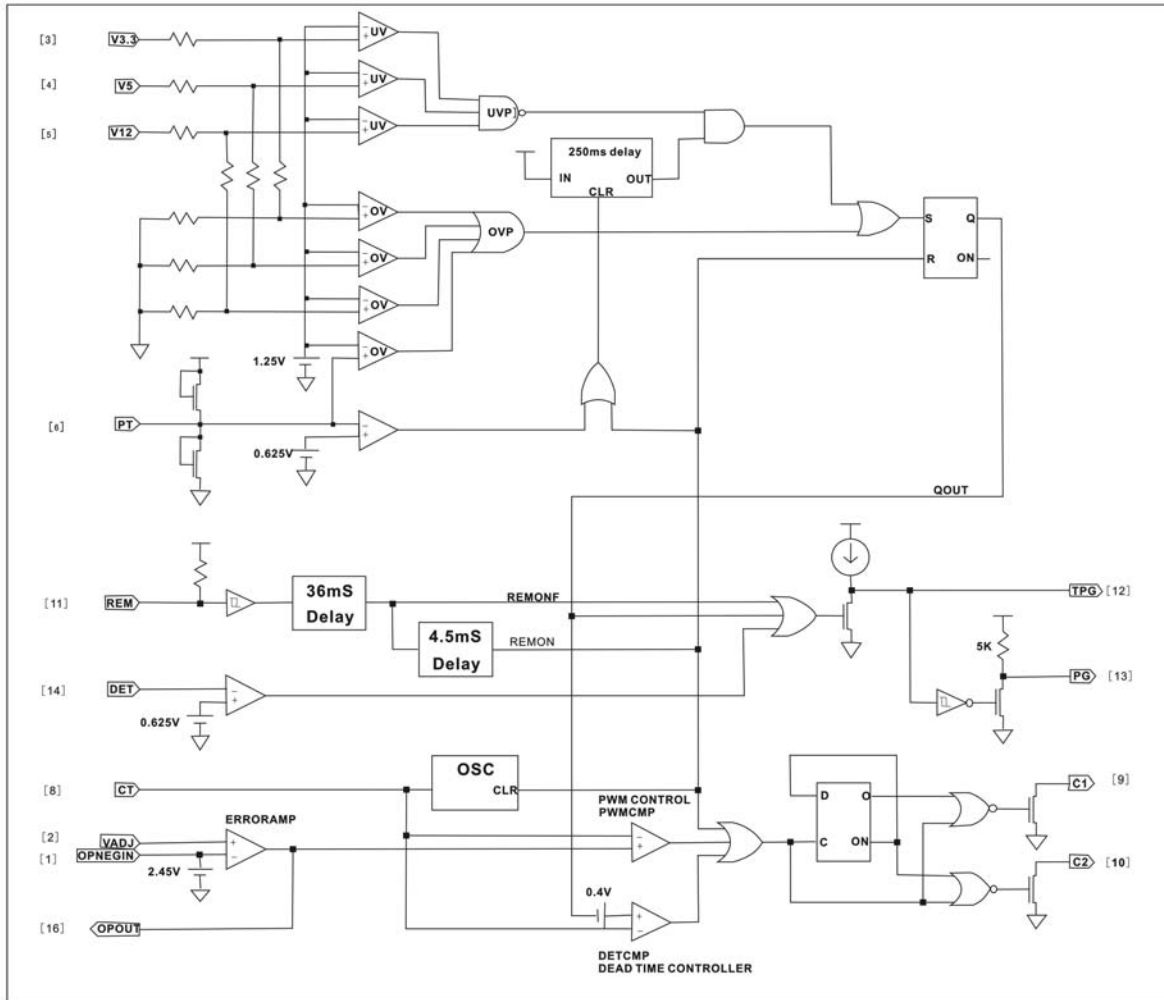 [3] V3.3 - + UV
[4] V5 - + UV
UVP
[5] V12 - + UV
250ms delay
IN OUT
CLR
- + OV
OVP
S Q
- + OV
R ON
- + OV
- + OV
1.25V
[6] PT - +
0.625V
QOUT
[11] REM
36mS
Delay
REMONF
TPG [12]
4.5mS
Delay
REMON
5K
PG [13]
[14] DET - +
0.625V
[8] CT
OSC
CLR
C1 [9]
PWM CONTROL
PWMCMP
D O
ERRORAMP
[2] VADJ +
- +
C ON
[1] OPNEGIN -
2.45V
C2 [10]
0.4V
+ -
[16] OPOUT
DETCMP
DEAD TIME CONTROLLER